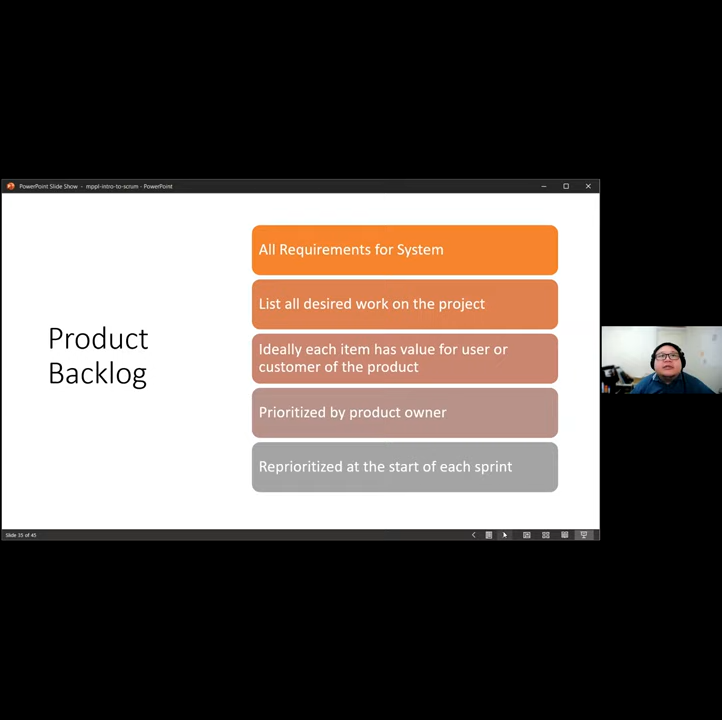 PowerPoint Slide Show - mppl-intro-to-scrum - PowerPoint
Product
Backlog
All Requirements for System
List all desired work on the project
Ideally each item has value for user or
customer of the product
Prioritized by product owner
Reprioritized at the start of each sprint
Slide 35 of 45